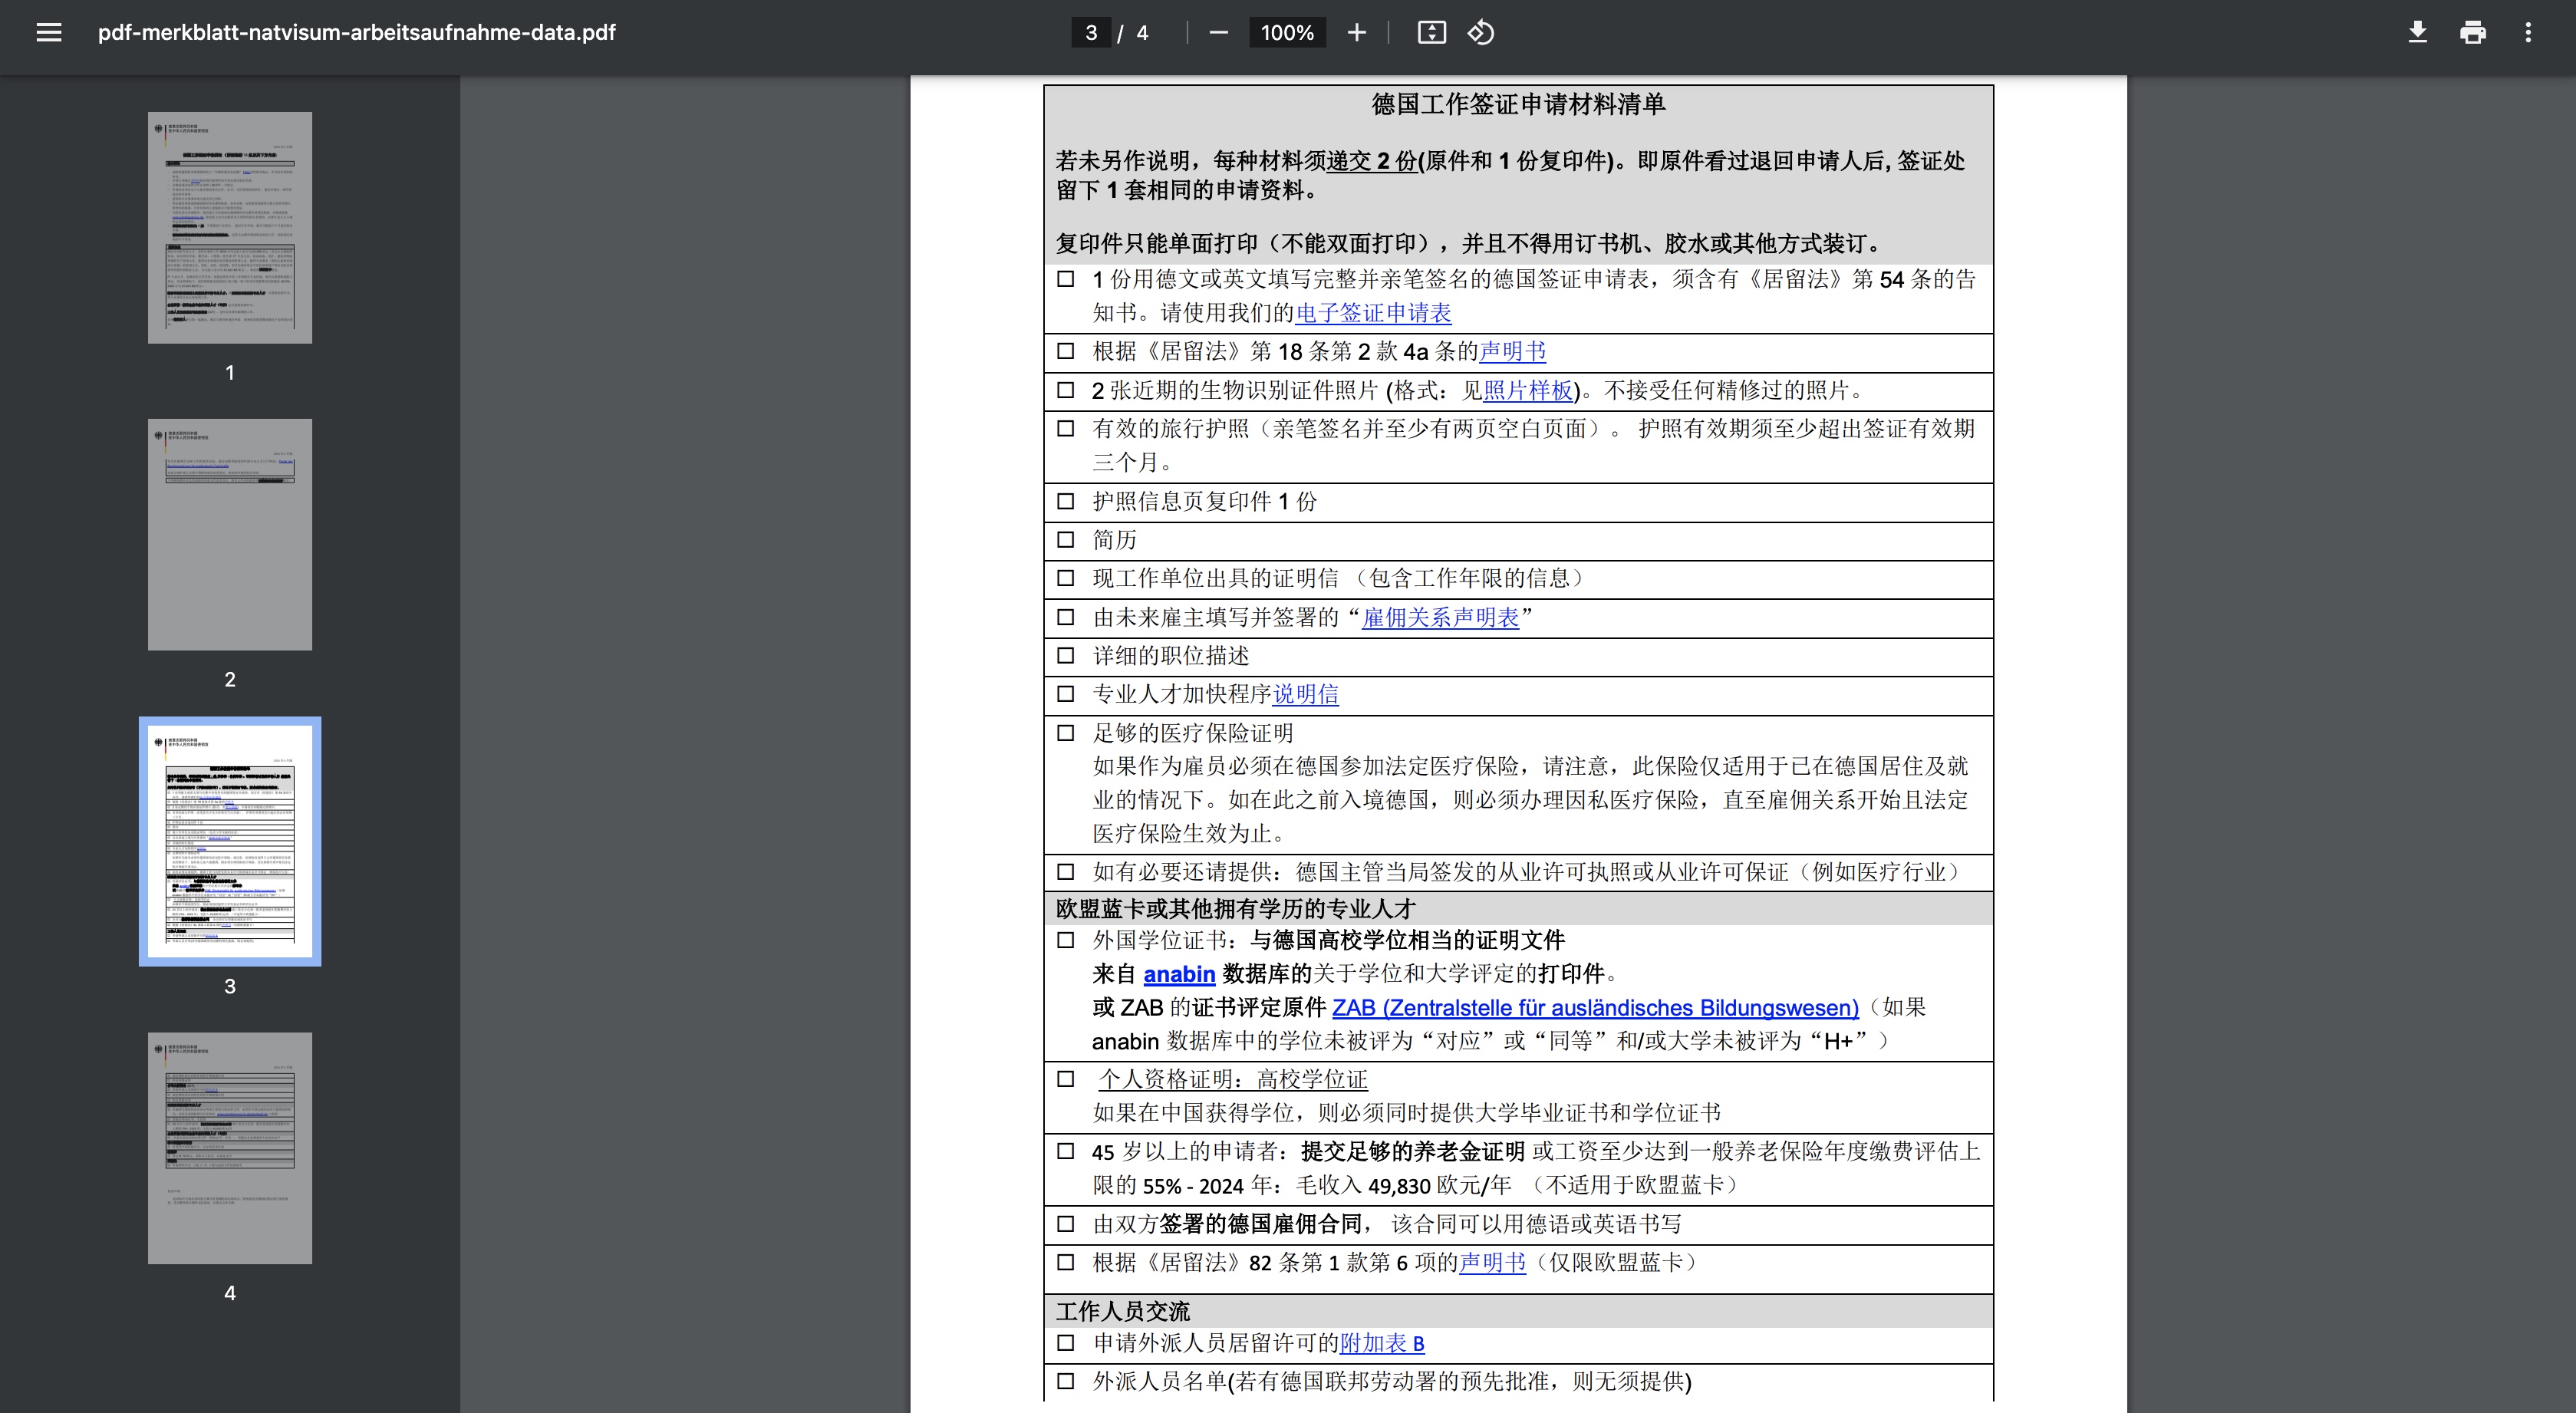 pdf-merkblatt-natvisum-arbeitsaufnahme-data.pdf
3 / 4
100%
1
2
3
4
德国工作签证申请材料清单
若未另作说明，每种材料须递交 2 份(原件和 1 份复印件)。即原件看过退回申请人后, 签证处
留下 1 套相同的申请资料。
复印件只能单面打印（不能双面打印），并且不得用订书机、胶水或其他方式装订。
☐ 1 份用德文或英文填写完整并亲笔签名的德国签证申请表，须含有《居留法》第 54 条的告
知书。请使用我们的电子签证申请表
☐ 根据《居留法》第 18 条第 2 款 4a 条的声明书
☐ 2 张近期的生物识别证件照片 (格式：见照片样板)。不接受任何精修过的照片。
☐ 有效的旅行护照（亲笔签名并至少有两页空白页面）。 护照有效期须至少超出签证有效期
三个月。
☐ 护照信息页复印件 1 份
☐ 简历
☐ 现工作单位出具的证明信 （包含工作年限的信息）
☐ 由未来雇主填写并签署的“雇佣关系声明表”
☐ 详细的职位描述
☐ 专业人才加快程序说明信
☐ 足够的医疗保险证明
如果作为雇员必须在德国参加法定医疗保险，请注意，此保险仅适用于已在德国居住及就
业的情况下。如在此之前入境德国，则必须办理因私医疗保险，直至雇佣关系开始且法定
医疗保险生效为止。
☐ 如有必要还请提供：德国主管当局签发的从业许可执照或从业许可保证（例如医疗行业）
欧盟蓝卡或其他拥有学历的专业人才
☐ 外国学位证书：与德国高校学位相当的证明文件
来自 anabin 数据库的关于学位和大学评定的打印件。
或 ZAB 的证书评定原件 ZAB (Zentralstelle für ausländisches Bildungswesen)（如果
anabin 数据库中的学位未被评为“对应”或“同等”和/或大学未被评为“H+”）
☐ 个人资格证明：高校学位证
如果在中国获得学位，则必须同时提供大学毕业证书和学位证书
☐ 45 岁以上的申请者：提交足够的养老金证明 或工资至少达到一般养老保险年度缴费评估上
限的 55% - 2024 年：毛收入 49,830 欧元/年 （不适用于欧盟蓝卡）
☐ 由双方签署的德国雇佣合同， 该合同可以用德语或英语书写
☐ 根据《居留法》82 条第 1 款第 6 项的声明书（仅限欧盟蓝卡）
工作人员交流
☐ 申请外派人员居留许可的附加表 B
☐ 外派人员名单(若有德国联邦劳动署的预先批准，则无须提供)